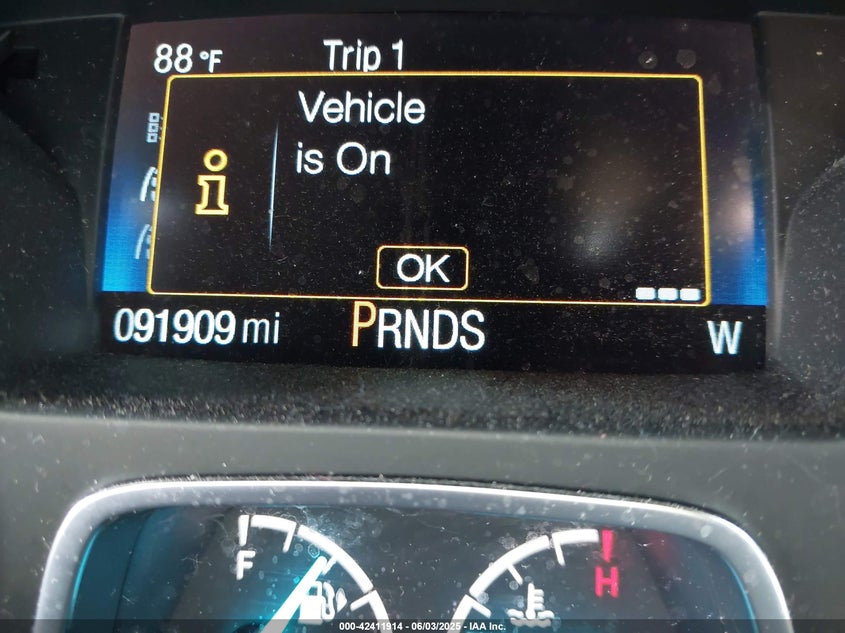 88 °F Trip 1
Vehicle
is On
OK
091909 mi PRNDS W
F
H
000-42411914 - 06/03/2025 - IAA Inc.